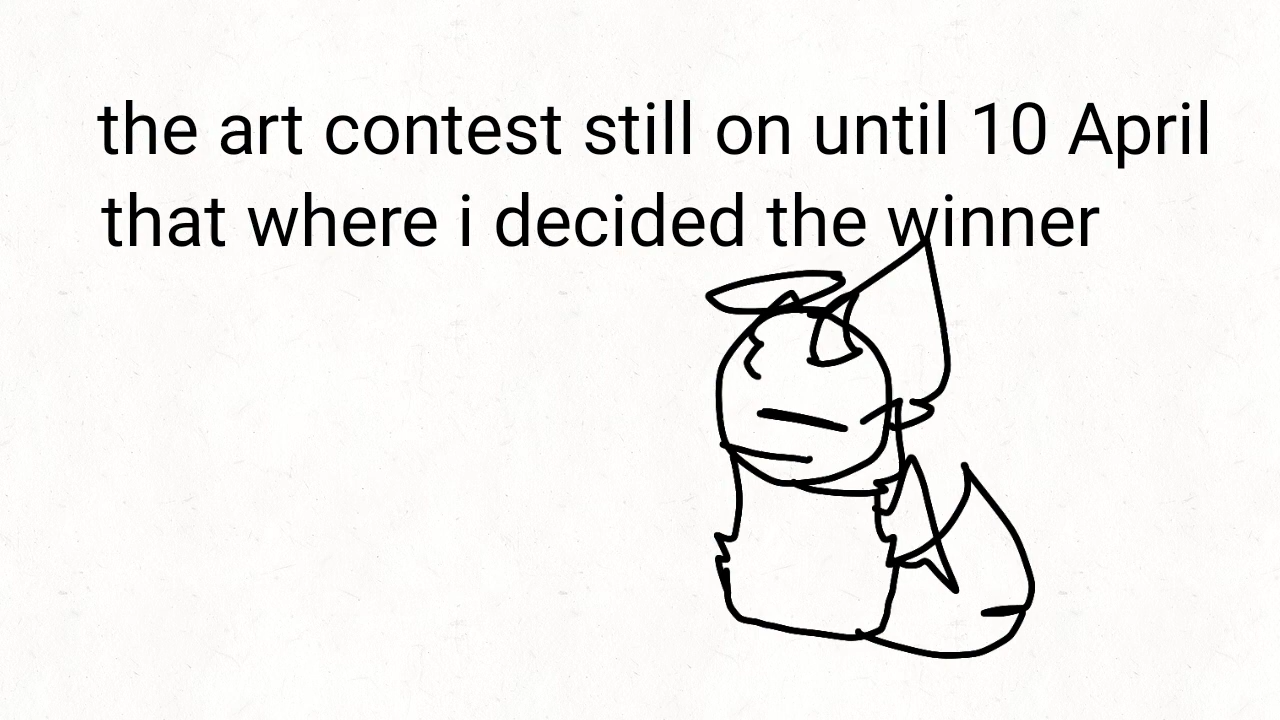 the art contest still on until 10 April
that where i decided the winner